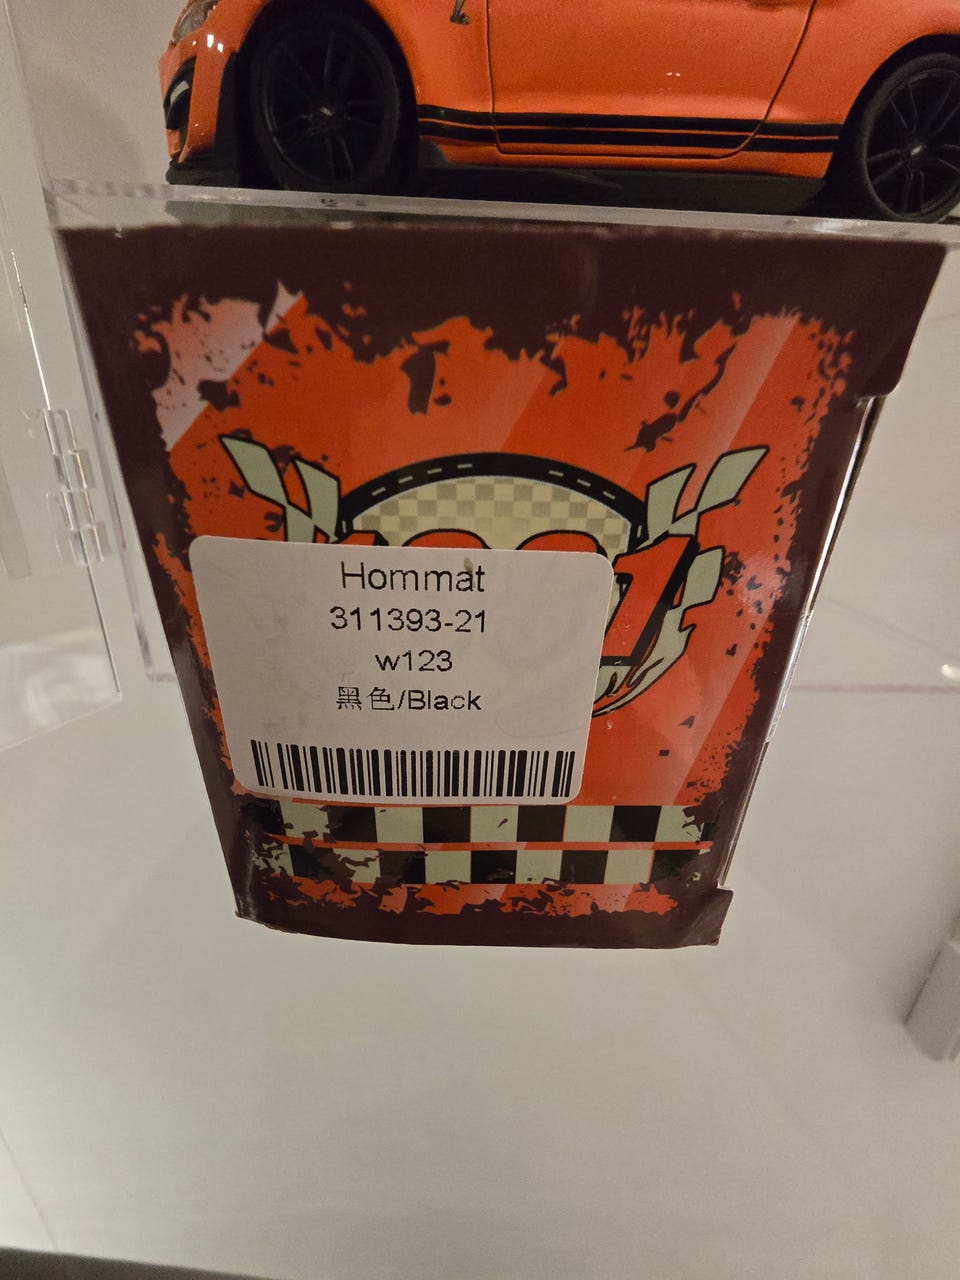 Hommat
311393-21
w123
黑色/Black